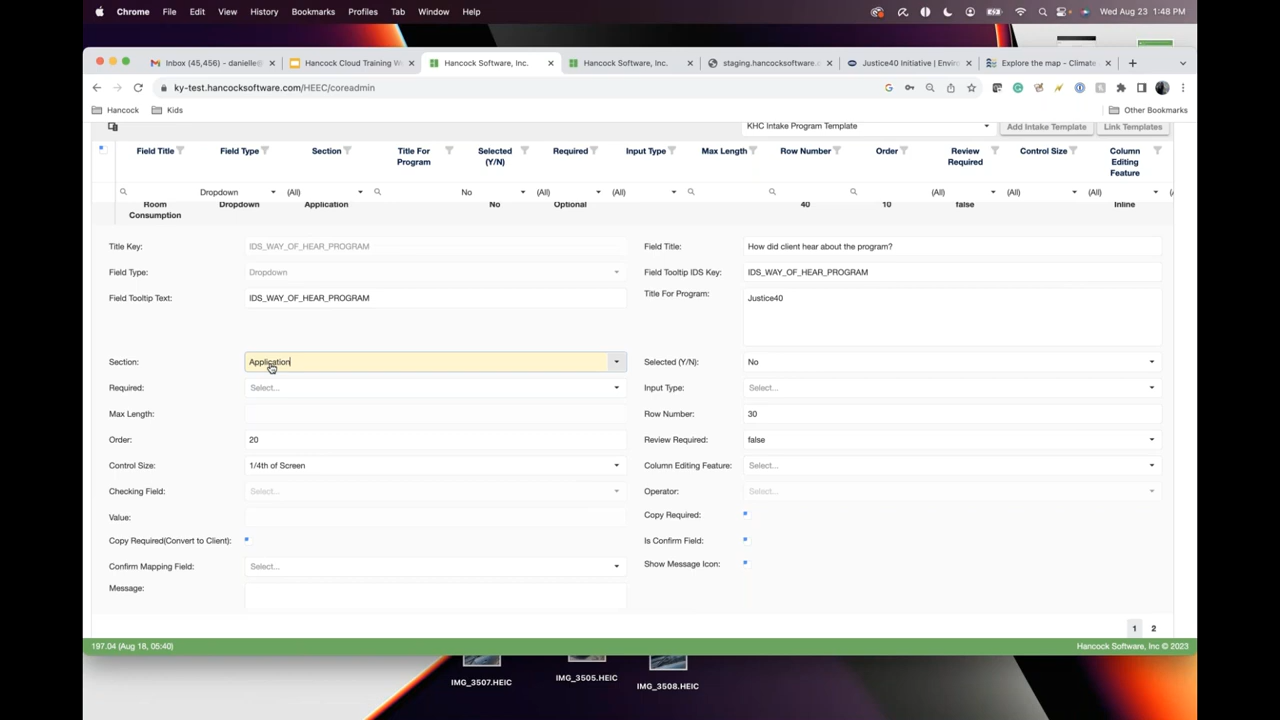 Chrome File Edit View History Bookmarks Profiles Tab Window Help Wed Aug 23 1:48 PM
Inbox (45,456) - danielle@ Hancock Cloud Training W Hancock Software, Inc. Hancock Software, Inc. staging.hancocksoftware.c Justice40 Initiative | Envir Explore the map - Climate
ky-test.hancocksoftware.com/HEEC/coreadmin
Hancock Kids Other Bookmarks
KHC Intake Program Template Add Intake Template Link Templates
Field Title Field Type Section Title For Program Selected (Y/N) Required Input Type Max Length Row Number Order Review Required Control Size Column Editing Feature
Dropdown (All) No (All) (All) (All) (All) (All)
Room Consumption Dropdown Application No Optional 40 10 false Inline
Title Key: IDS_WAY_OF_HEAR_PROGRAM Field Title: How did client hear about the program?
Field Type: Dropdown Field Tooltip IDS Key: IDS_WAY_OF_HEAR_PROGRAM
Field Tooltip Text: IDS_WAY_OF_HEAR_PROGRAM Title For Program: Justice40
Section: Application Selected (Y/N): No
Required: Select... Input Type: Select...
Max Length: Row Number: 30
Order: 20 Review Required: false
Control Size: 1/4th of Screen Column Editing Feature: Select...
Checking Field: Select... Operator: Select...
Value: Copy Required:
Copy Required(Convert to Client): Is Confirm Field:
Confirm Mapping Field: Select... Show Message Icon:
Message:
1 2
197.04 (Aug 18, 05:40) Hancock Software, Inc © 2023
IMG_3507.HEIC IMG_3505.HEIC IMG_3508.HEIC